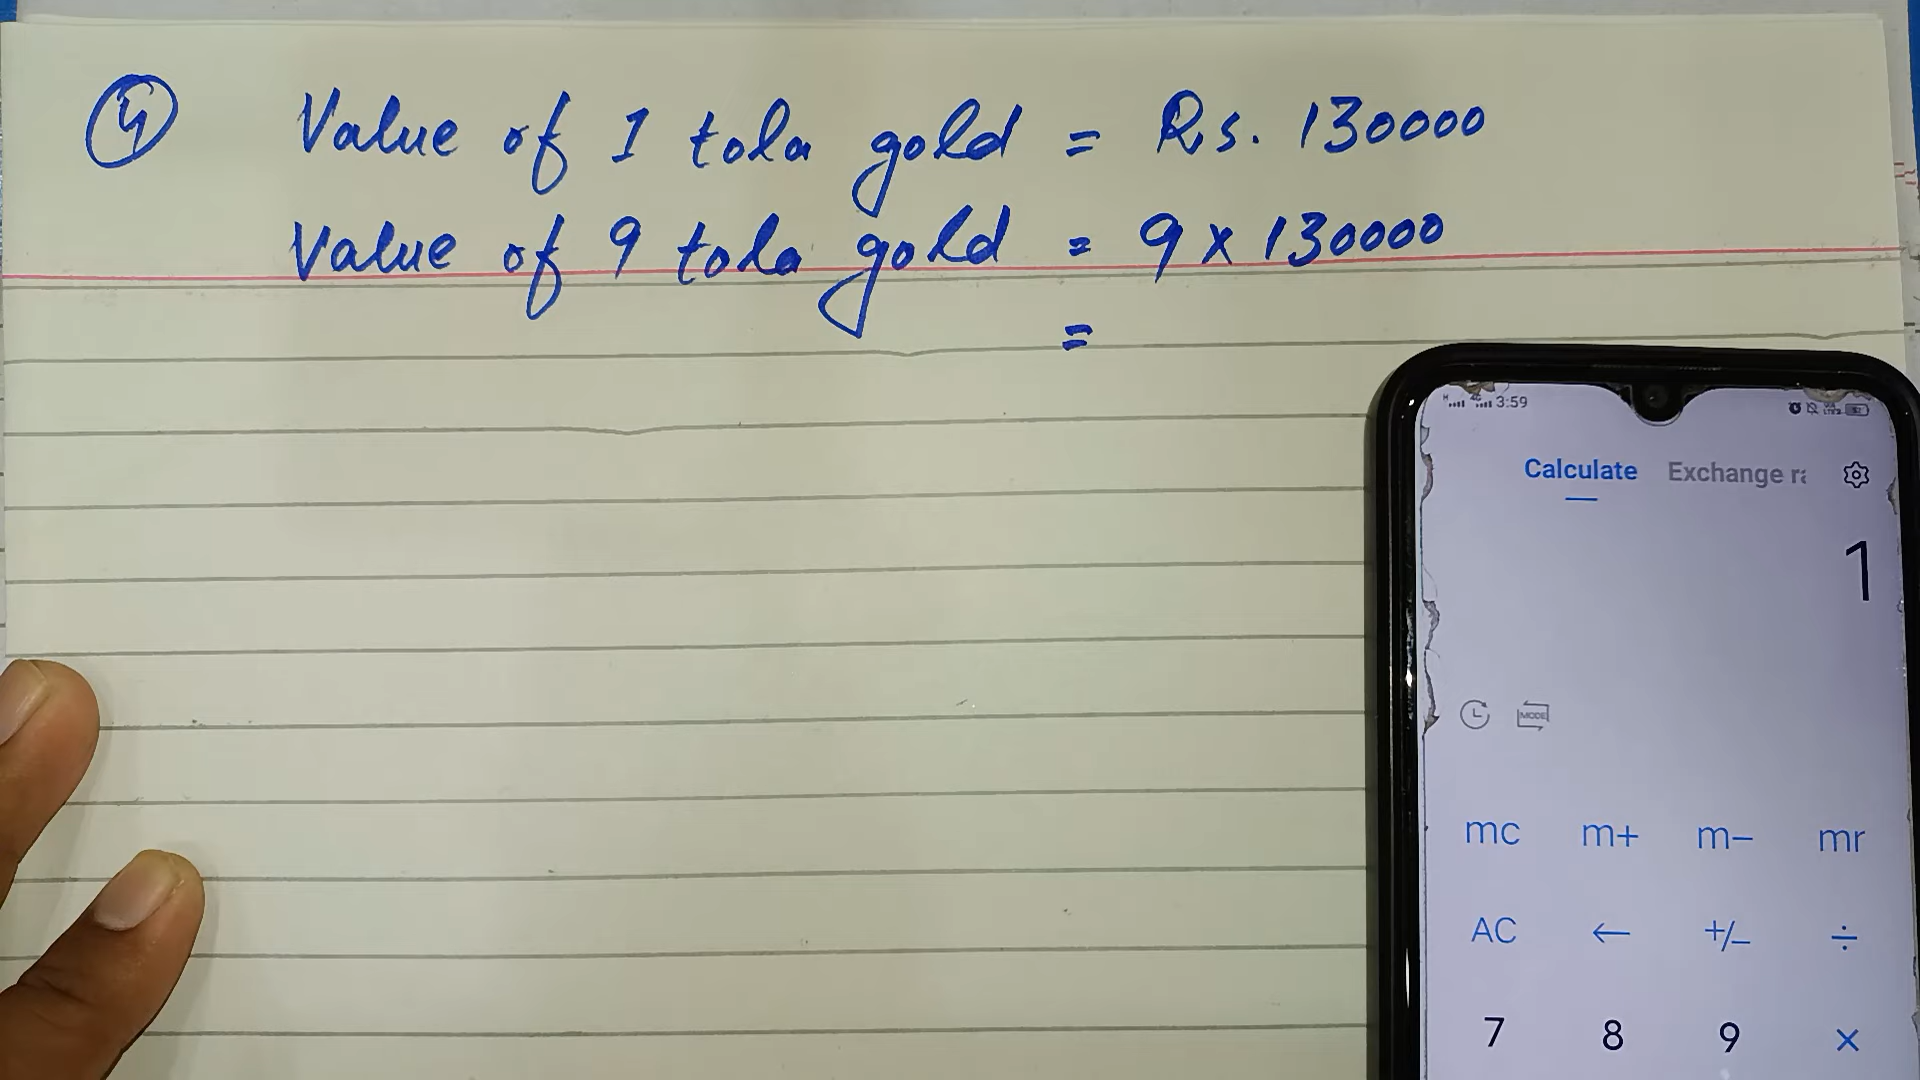 4 Value of 1 tola gold = Rs. 130000
Value of 9 tola gold = 9 x 130000
=
3:59
Calculate Exchange ra
1
MODE
mc m+ m- mr
AC ← +/- ÷
7 8 9 ×